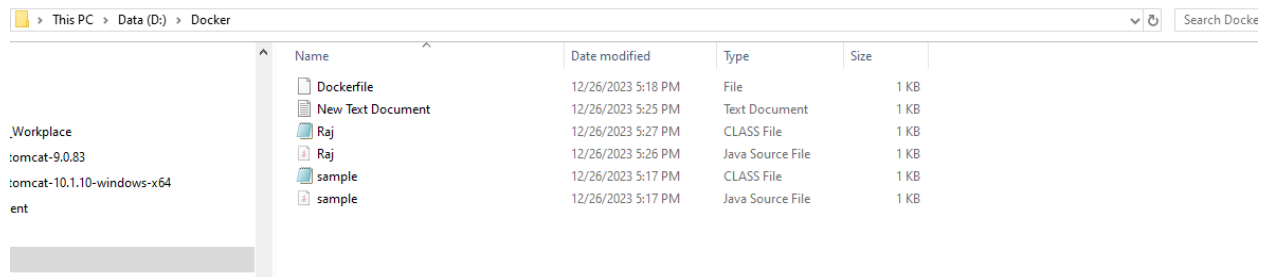 > This PC > Data (D:) > Docker
Search Docke
Name Date modified Type Size
Dockerfile 12/26/2023 5:18 PM File 1 KB
New Text Document 12/26/2023 5:25 PM Text Document 1 KB
_Workplace
Raj 12/26/2023 5:27 PM CLASS File 1 KB
tomcat-9.0.83
Raj 12/26/2023 5:26 PM Java Source File 1 KB
tomcat-10.1.10-windows-x64
sample 12/26/2023 5:17 PM CLASS File 1 KB
ent
sample 12/26/2023 5:17 PM Java Source File 1 KB